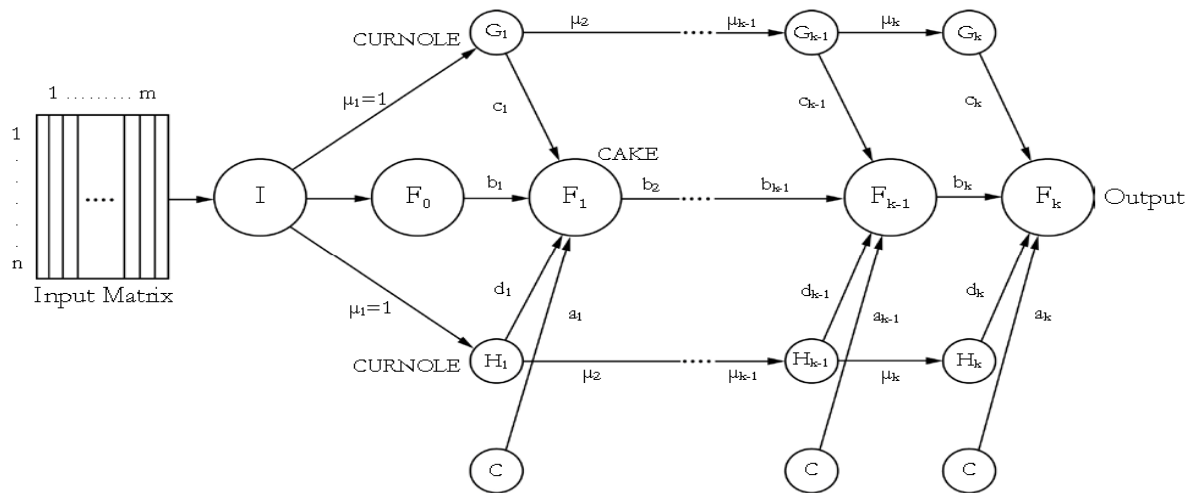 G₁
μ₂
μₖ₋₁
Gₖ₋₁
μₖ
Gₖ
CURNOLE
1 ......... m
μ₁=1
c₁
cₖ₋₁
cₖ
1
.
.
.
.
.
n
....
CAKE
I
F₀
b₁
F₁
b₂
....
bₖ₋₁
Fₖ₋₁
bₖ
Fₖ
Output
Input Matrix
μ₁=1
d₁
a₁
dₖ₋₁
aₖ₋₁
dₖ
aₖ
CURNOLE
H₁
μ₂
....
μₖ₋₁
Hₖ₋₁
μₖ
Hₖ
C
C
C